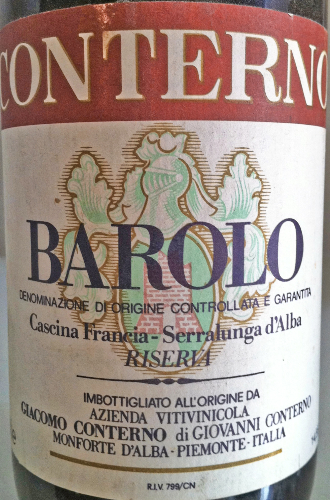 CONTERNO
BAROLO
DENOMINAZIONE DI ORIGINE CONTROLLATA E GARANTITA
Cascina Francia - Serralunga d'Alba
RISERVA
IMBOTTIGLIATO ALL'ORIGINE DA
AZIENDA VITIVINICOLA
GIACOMO CONTERNO di GIOVANNI CONTERNO
MONFORTE D'ALBA - PIEMONTE - ITALIA
R.I.V. 799/CN